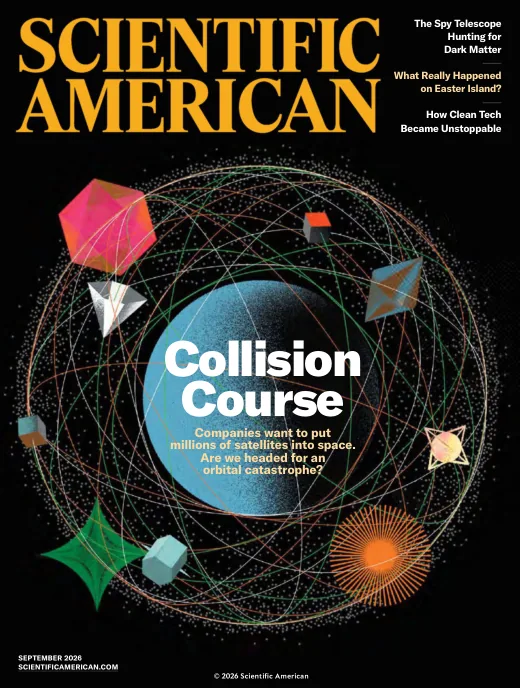 SCIENTIFIC
AMERICAN
The Spy Telescope
Hunting for
Dark Matter
What Really Happened
on Easter Island?
How Clean Tech
Became Unstoppable
Collision
Course
Companies want to put
millions of satellites into space.
Are we headed for an
orbital catastrophe?
SEPTEMBER 2026
SCIENTIFICAMERICAN.COM
© 2026 Scientific American